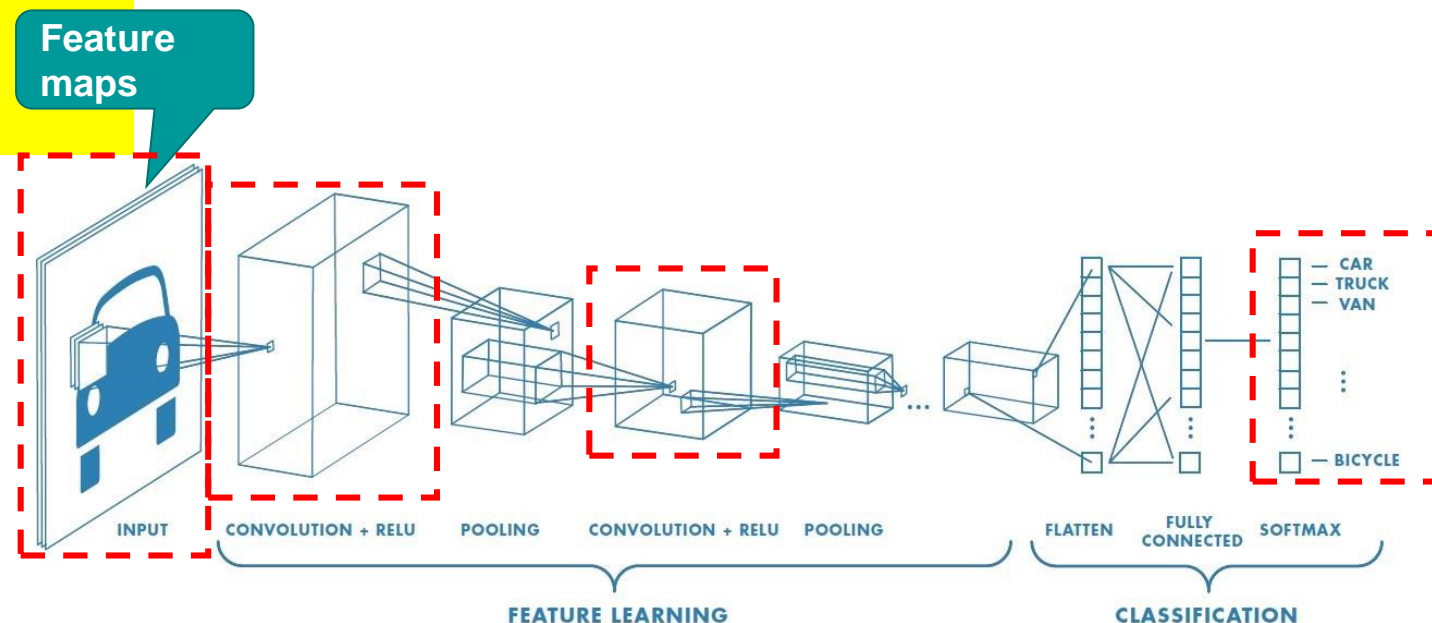 Feature
maps
CAR
TRUCK
VAN
BICYCLE
INPUT
CONVOLUTION + RELU
POOLING
CONVOLUTION + RELU
POOLING
FLATTEN
FULLY
CONNECTED
SOFTMAX
FEATURE LEARNING
CLASSIFICATION